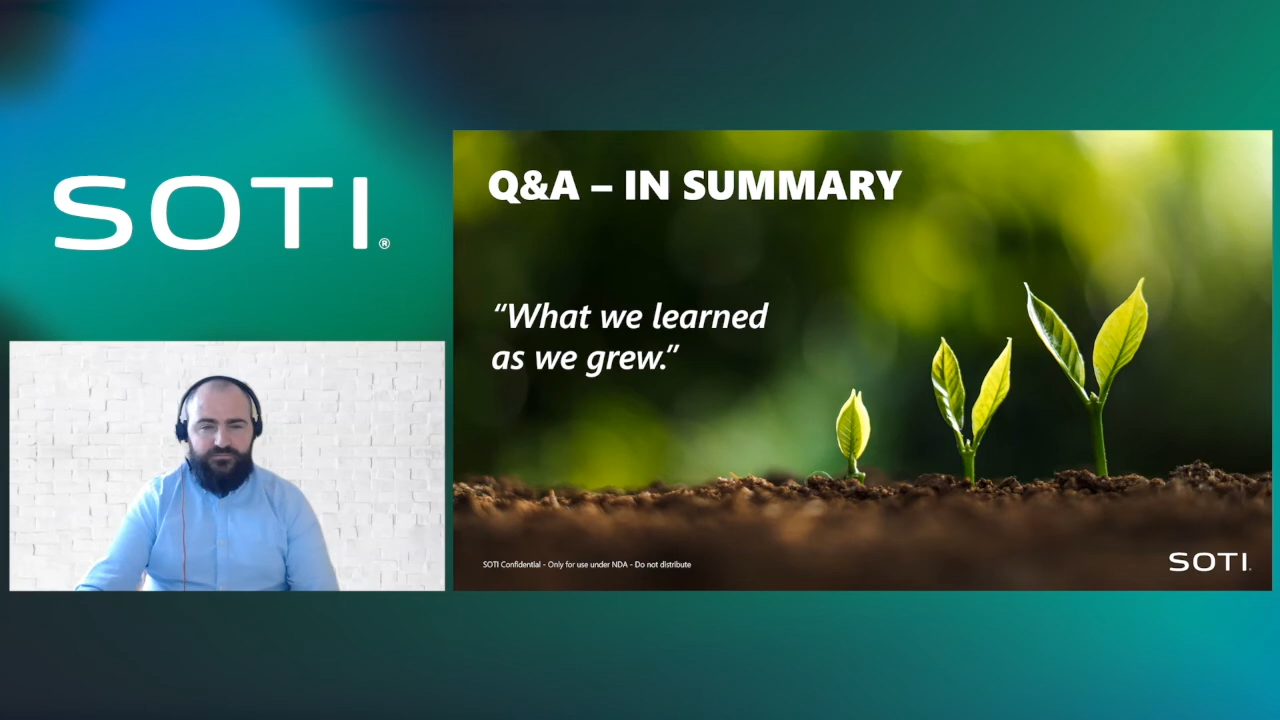 SOTI®
Q&A – IN SUMMARY
“What we learned
as we grew.”
SOTI Confidential - Only for use under NDA - Do not distribute
SOTI